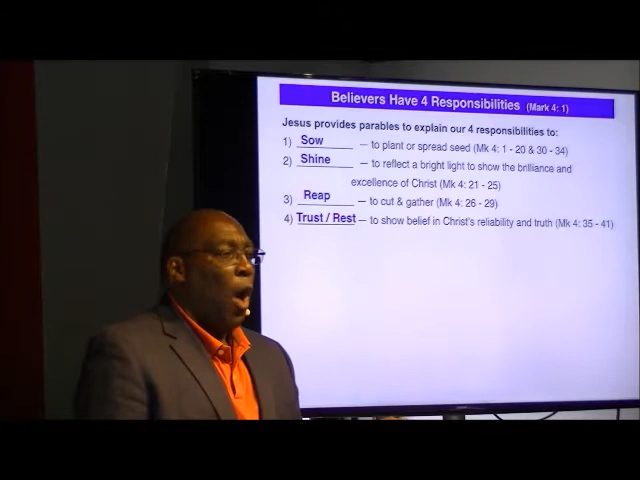 Believers Have 4 Responsibilities (Mark 4: 1)
Jesus provides parables to explain our 4 responsibilities to:
1) Sow — to plant or spread seed (Mk 4: 1 - 20 & 30 - 34)
2) Shine — to reflect a bright light to show the brilliance and
excellence of Christ (Mk 4: 21 - 25)
3) Reap — to cut & gather (Mk 4: 26 - 29)
4) Trust / Rest — to show belief in Christ's reliability and truth (Mk 4: 35 - 41)